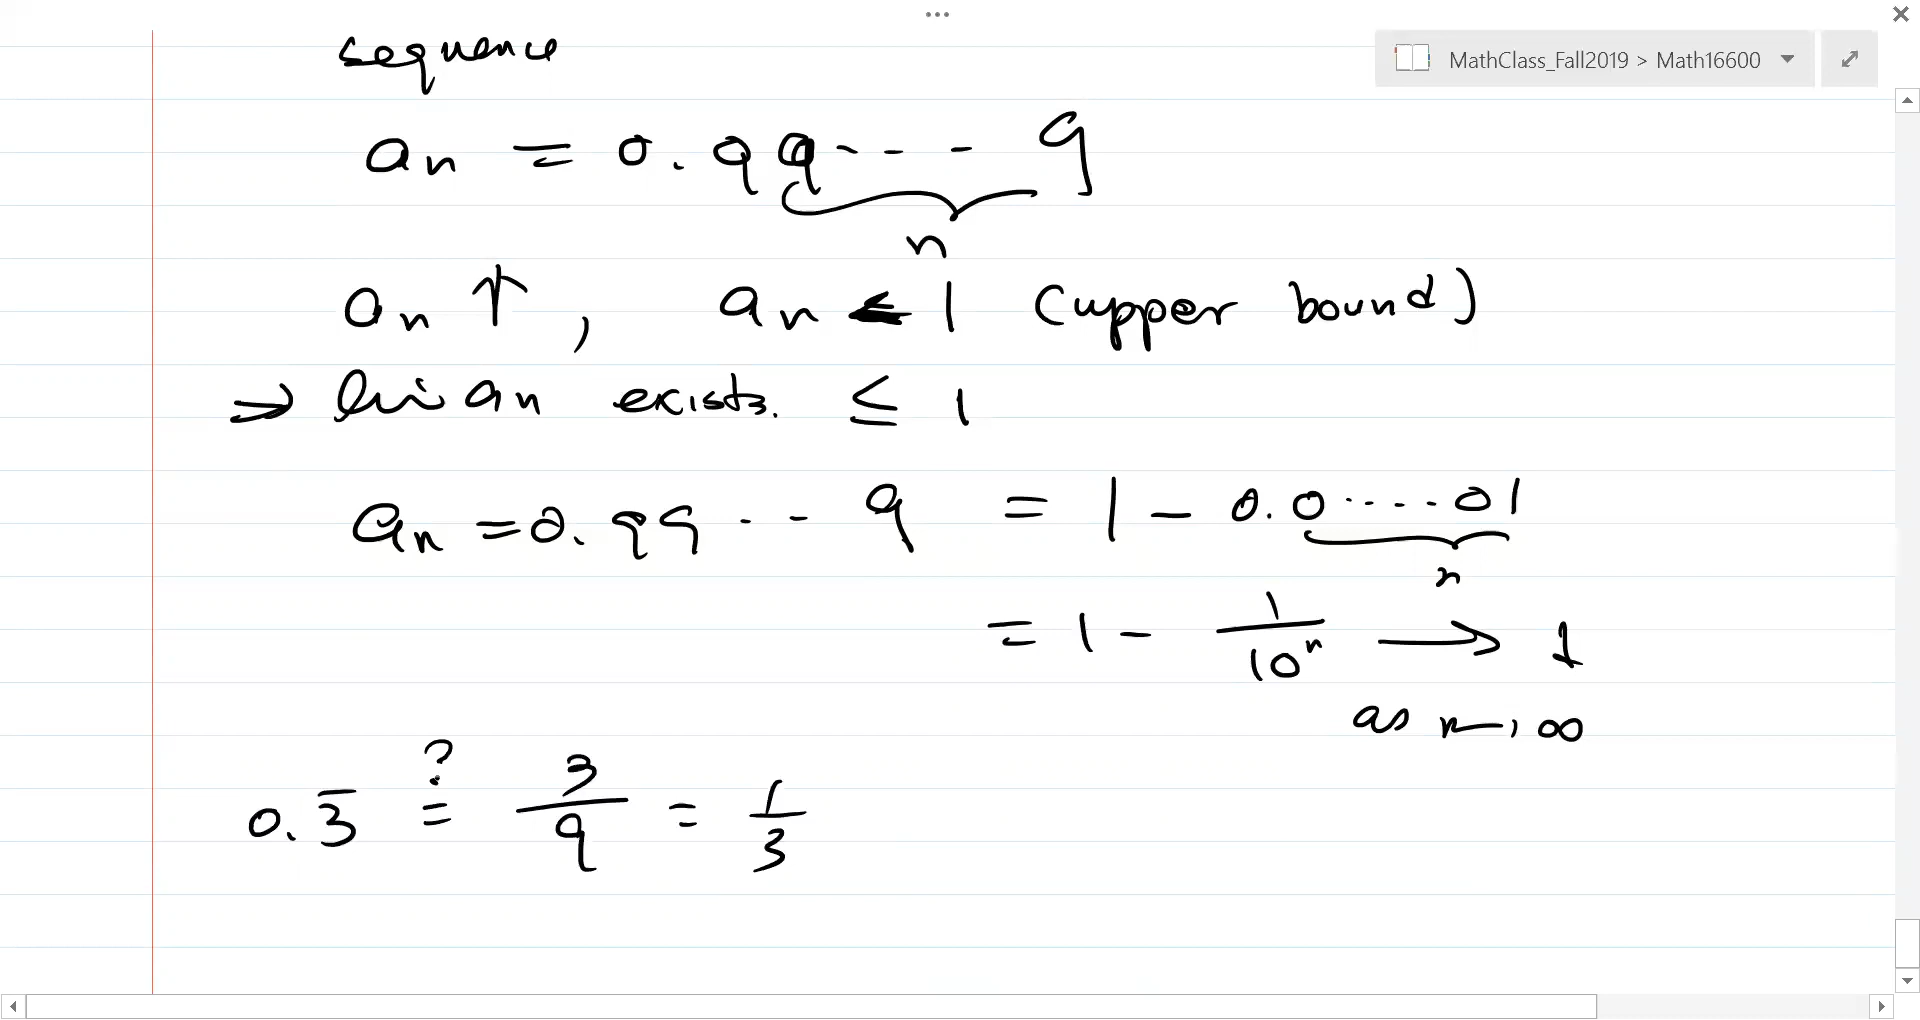 sequence
MathClass_Fall2019 > Math16600
an = 0.99--- 9
n
an ↑, an < 1 (upper bound)
⇒ lim an exists. ≤ 1
an = 0.99 -- 9 = 1 - 0.0....01
n
= 1 - 1/10^n → 1
as n → ∞
0.3̅ ?= 3/9 = 1/3